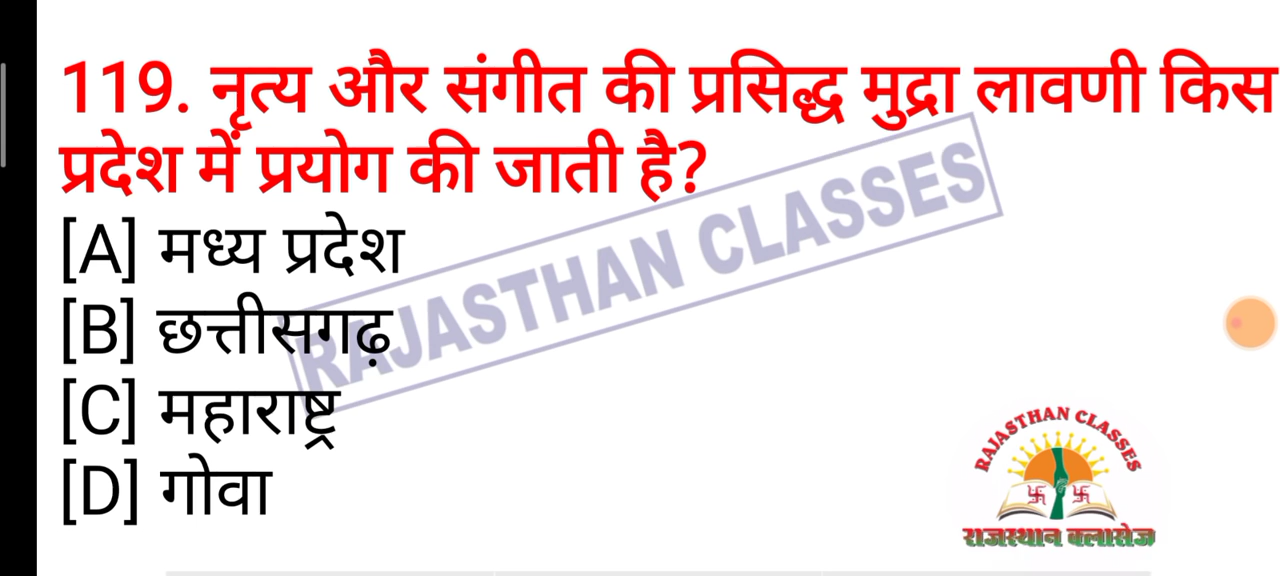 119. नृत्य और संगीत की प्रसिद्ध मुद्रा लावणी किस
प्रदेश में प्रयोग की जाती है?
[A] मध्य प्रदेश
[B] छत्तीसगढ़
[C] महाराष्ट्र
[D] गोवा
RAJASTHAN CLASSES
RAJASTHAN CLASSES
राजस्थान क्लासेज